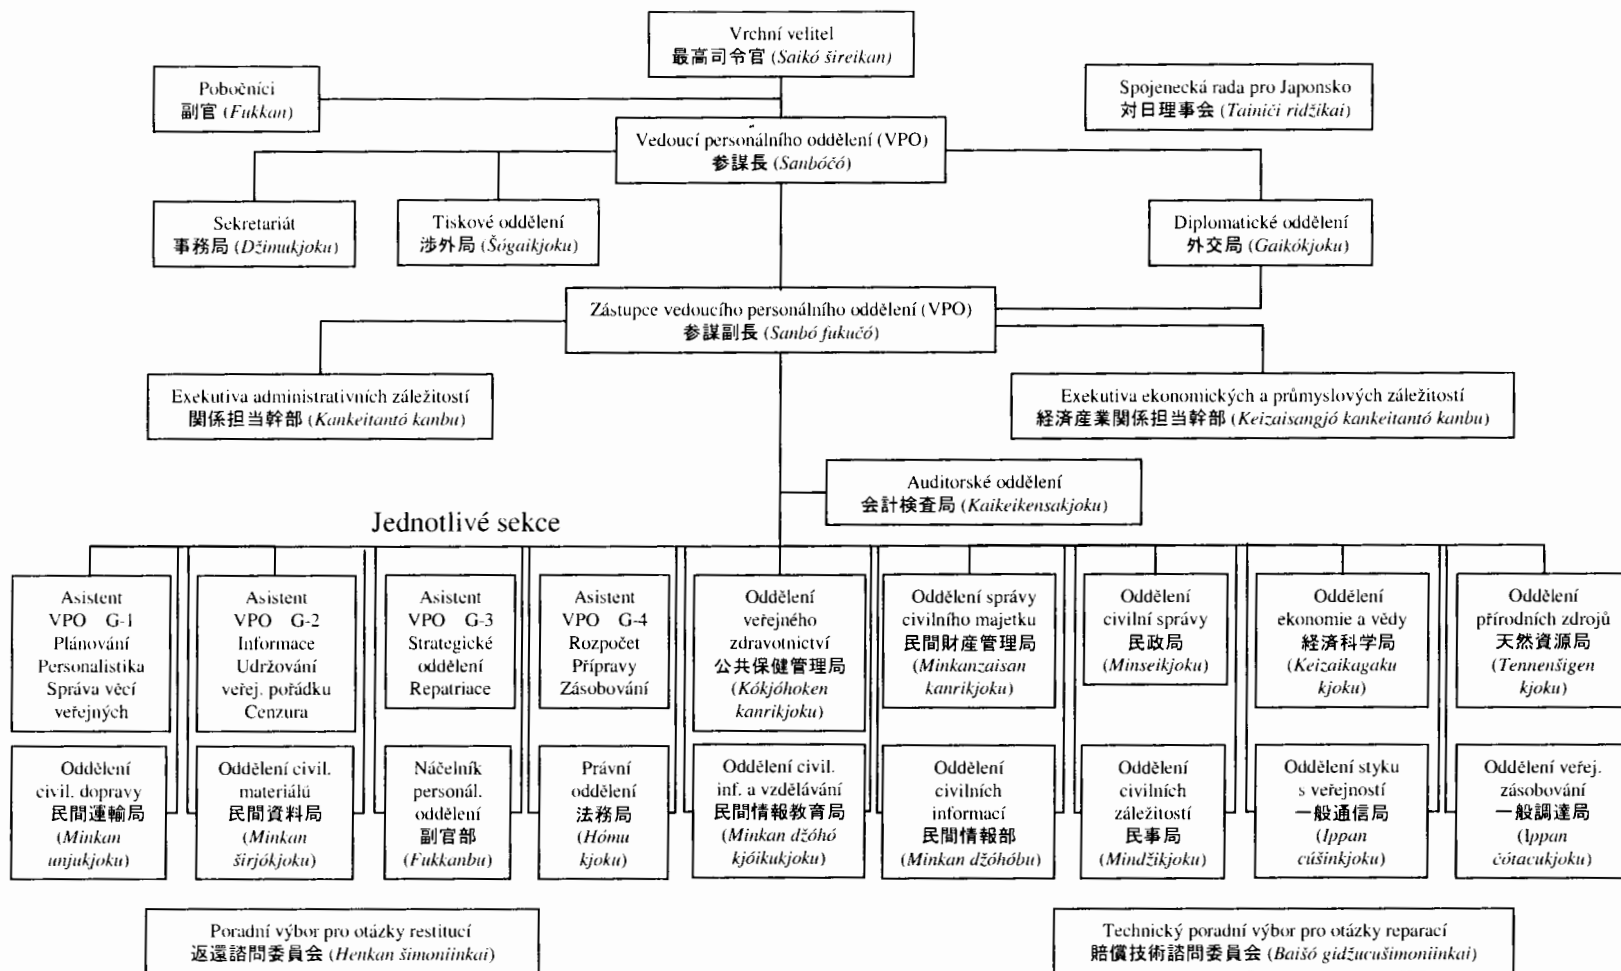 Vrchní velitel
最高司令官 (Saikó šireikan)
Pobočníci
副官 (Fukkan)
Spojenecká rada pro Japonsko
対日理事会 (Tainiči ridžikai)
Vedoucí personálního oddělení (VPO)
参謀長 (Sanbóčó)
Sekretariát
事務局 (Džimukjoku)
Tiskové oddělení
渉外局 (Šógaikjoku)
Diplomatické oddělení
外交局 (Gaikókjoku)
Zástupce vedoucího personálního oddělení (VPO)
参謀副長 (Sanbó fukučó)
Exekutiva administrativních záležitostí
関係担当幹部 (Kankeitantó kanbu)
Exekutiva ekonomických a průmyslových záležitostí
経済産業関係担当幹部 (Keizaisangjó kankeitantó kanbu)
Auditorské oddělení
会計検査局 (Kaikeikensakjoku)
Jednotlivé sekce
Asistent
VPO G-1
Plánování
Personalistika
Správa věcí
veřejných
Asistent
VPO G-2
Informace
Udržování
veřej. pořádku
Cenzura
Asistent
VPO G-3
Strategické
oddělení
Repatriace
Asistent
VPO G-4
Rozpočet
Přípravy
Zásobování
Oddělení
veřejného
zdravotnictví
公共保健管理局
(Kókjóhoken
kanrikjoku)
Oddělení správy
civilního majetku
民間財産管理局
(Minkanzaisan
kanrikjoku)
Oddělení
civilní správy
民政局
(Minseikjoku)
Oddělení
ekonomie a vědy
経済科学局
(Keizaikagaku
kjoku)
Oddělení
přírodních zdrojů
天然資源局
(Tennenšigen
kjoku)
Oddělení
civil. dopravy
民間運輸局
(Minkan
unjukjoku)
Oddělení civil.
materiálů
民間資料局
(Minkan
širjókjoku)
Náčelník
personál.
oddělení
副官部
(Fukkanbu)
Právní
oddělení
法務局
(Hómu
kjoku)
Oddělení civil.
inf. a vzdělávání
民間情報教育局
(Minkan džóhó
kjóikukjoku)
Oddělení
civilních
informací
民間情報部
(Minkan džóhóbu)
Oddělení
civilních
záležitostí
民事局
(Mindžikjoku)
Oddělení styku
s veřejností
一般通信局
(Ippan
cúšinkjoku)
Oddělení veřej.
zásobování
一般調達局
(Ippan
čótacukjoku)
Poradní výbor pro otázky restitucí
返還諮問委員会 (Henkan šimoniinkai)
Technický poradní výbor pro otázky reparací
賠償技術諮問委員会 (Baišó gidžucušimoniinkai)